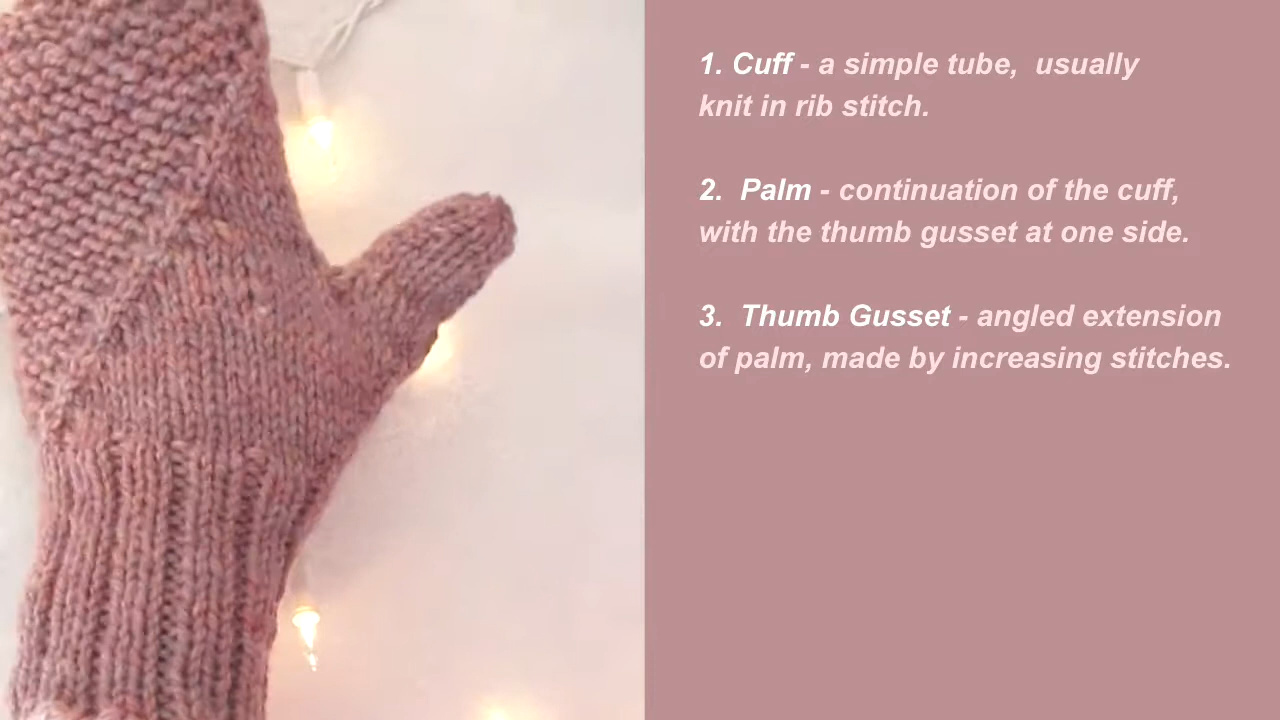 1. Cuff - a simple tube,  usually
knit in rib stitch.
2.  Palm - continuation of the cuff,
with the thumb gusset at one side.
3.  Thumb Gusset - angled extension
of palm, made by increasing stitches.